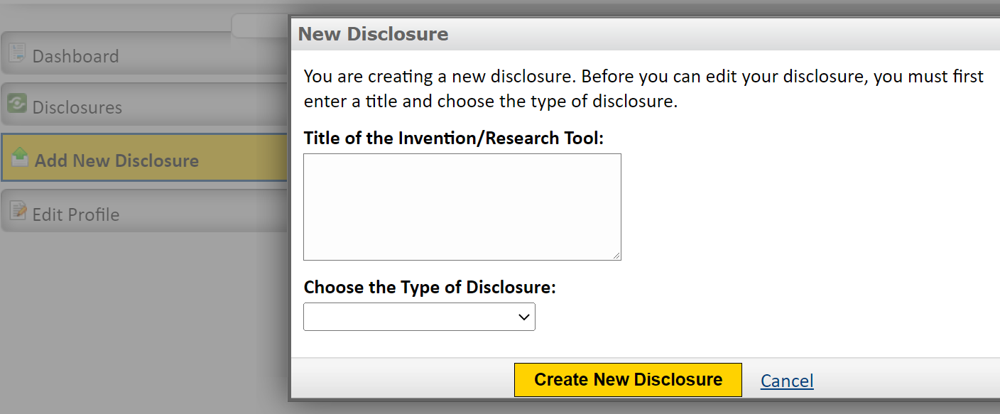 Dashboard
Disclosures
Add New Disclosure
Edit Profile
New Disclosure
You are creating a new disclosure. Before you can edit your disclosure, you must first
enter a title and choose the type of disclosure.
Title of the Invention/Research Tool:
Choose the Type of Disclosure:
Create New Disclosure
Cancel